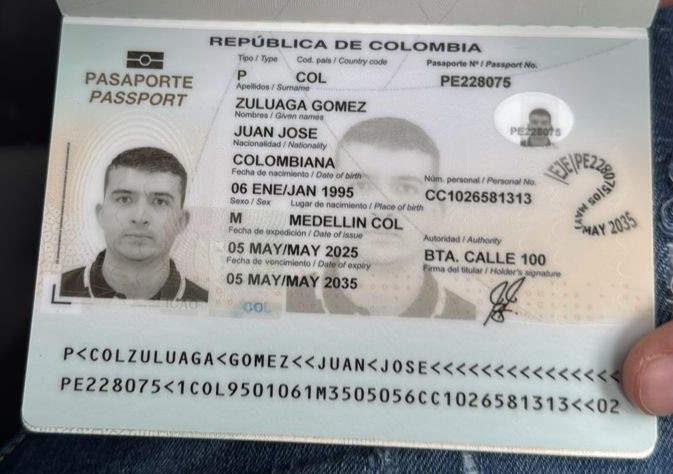 REPÚBLICA DE COLOMBIA
PASAPORTE
PASSPORT
Tipo / Type Cod. país / Country code Pasaporte Nº / Passport No.
P COL PE228075
Apellidos / Surname
ZULUAGA GOMEZ
Nombres / Given names
JUAN JOSE
Nacionalidad / Nationality
COLOMBIANA
Fecha de nacimiento / Date of birth Núm. personal / Personal No.
06 ENE/JAN 1995 CC1026581313
Sexo / Sex Lugar de nacimiento / Place of birth
M MEDELLIN COL
Fecha de expedición / Date of issue Autoridad / Authority
05 MAY/MAY 2025 BTA. CALLE 100
Fecha de vencimiento / Date of expiry Firma del titular / Holder's signature
05 MAY/MAY 2035
PE228075
MAY 2035
ICAO
COL
P<COLZULUAGA<GOMEZ<<JUAN<JOSE<<<<<<<<<<<<<<<
PE228075<1COL9501061M3505056CC1026581313<<02